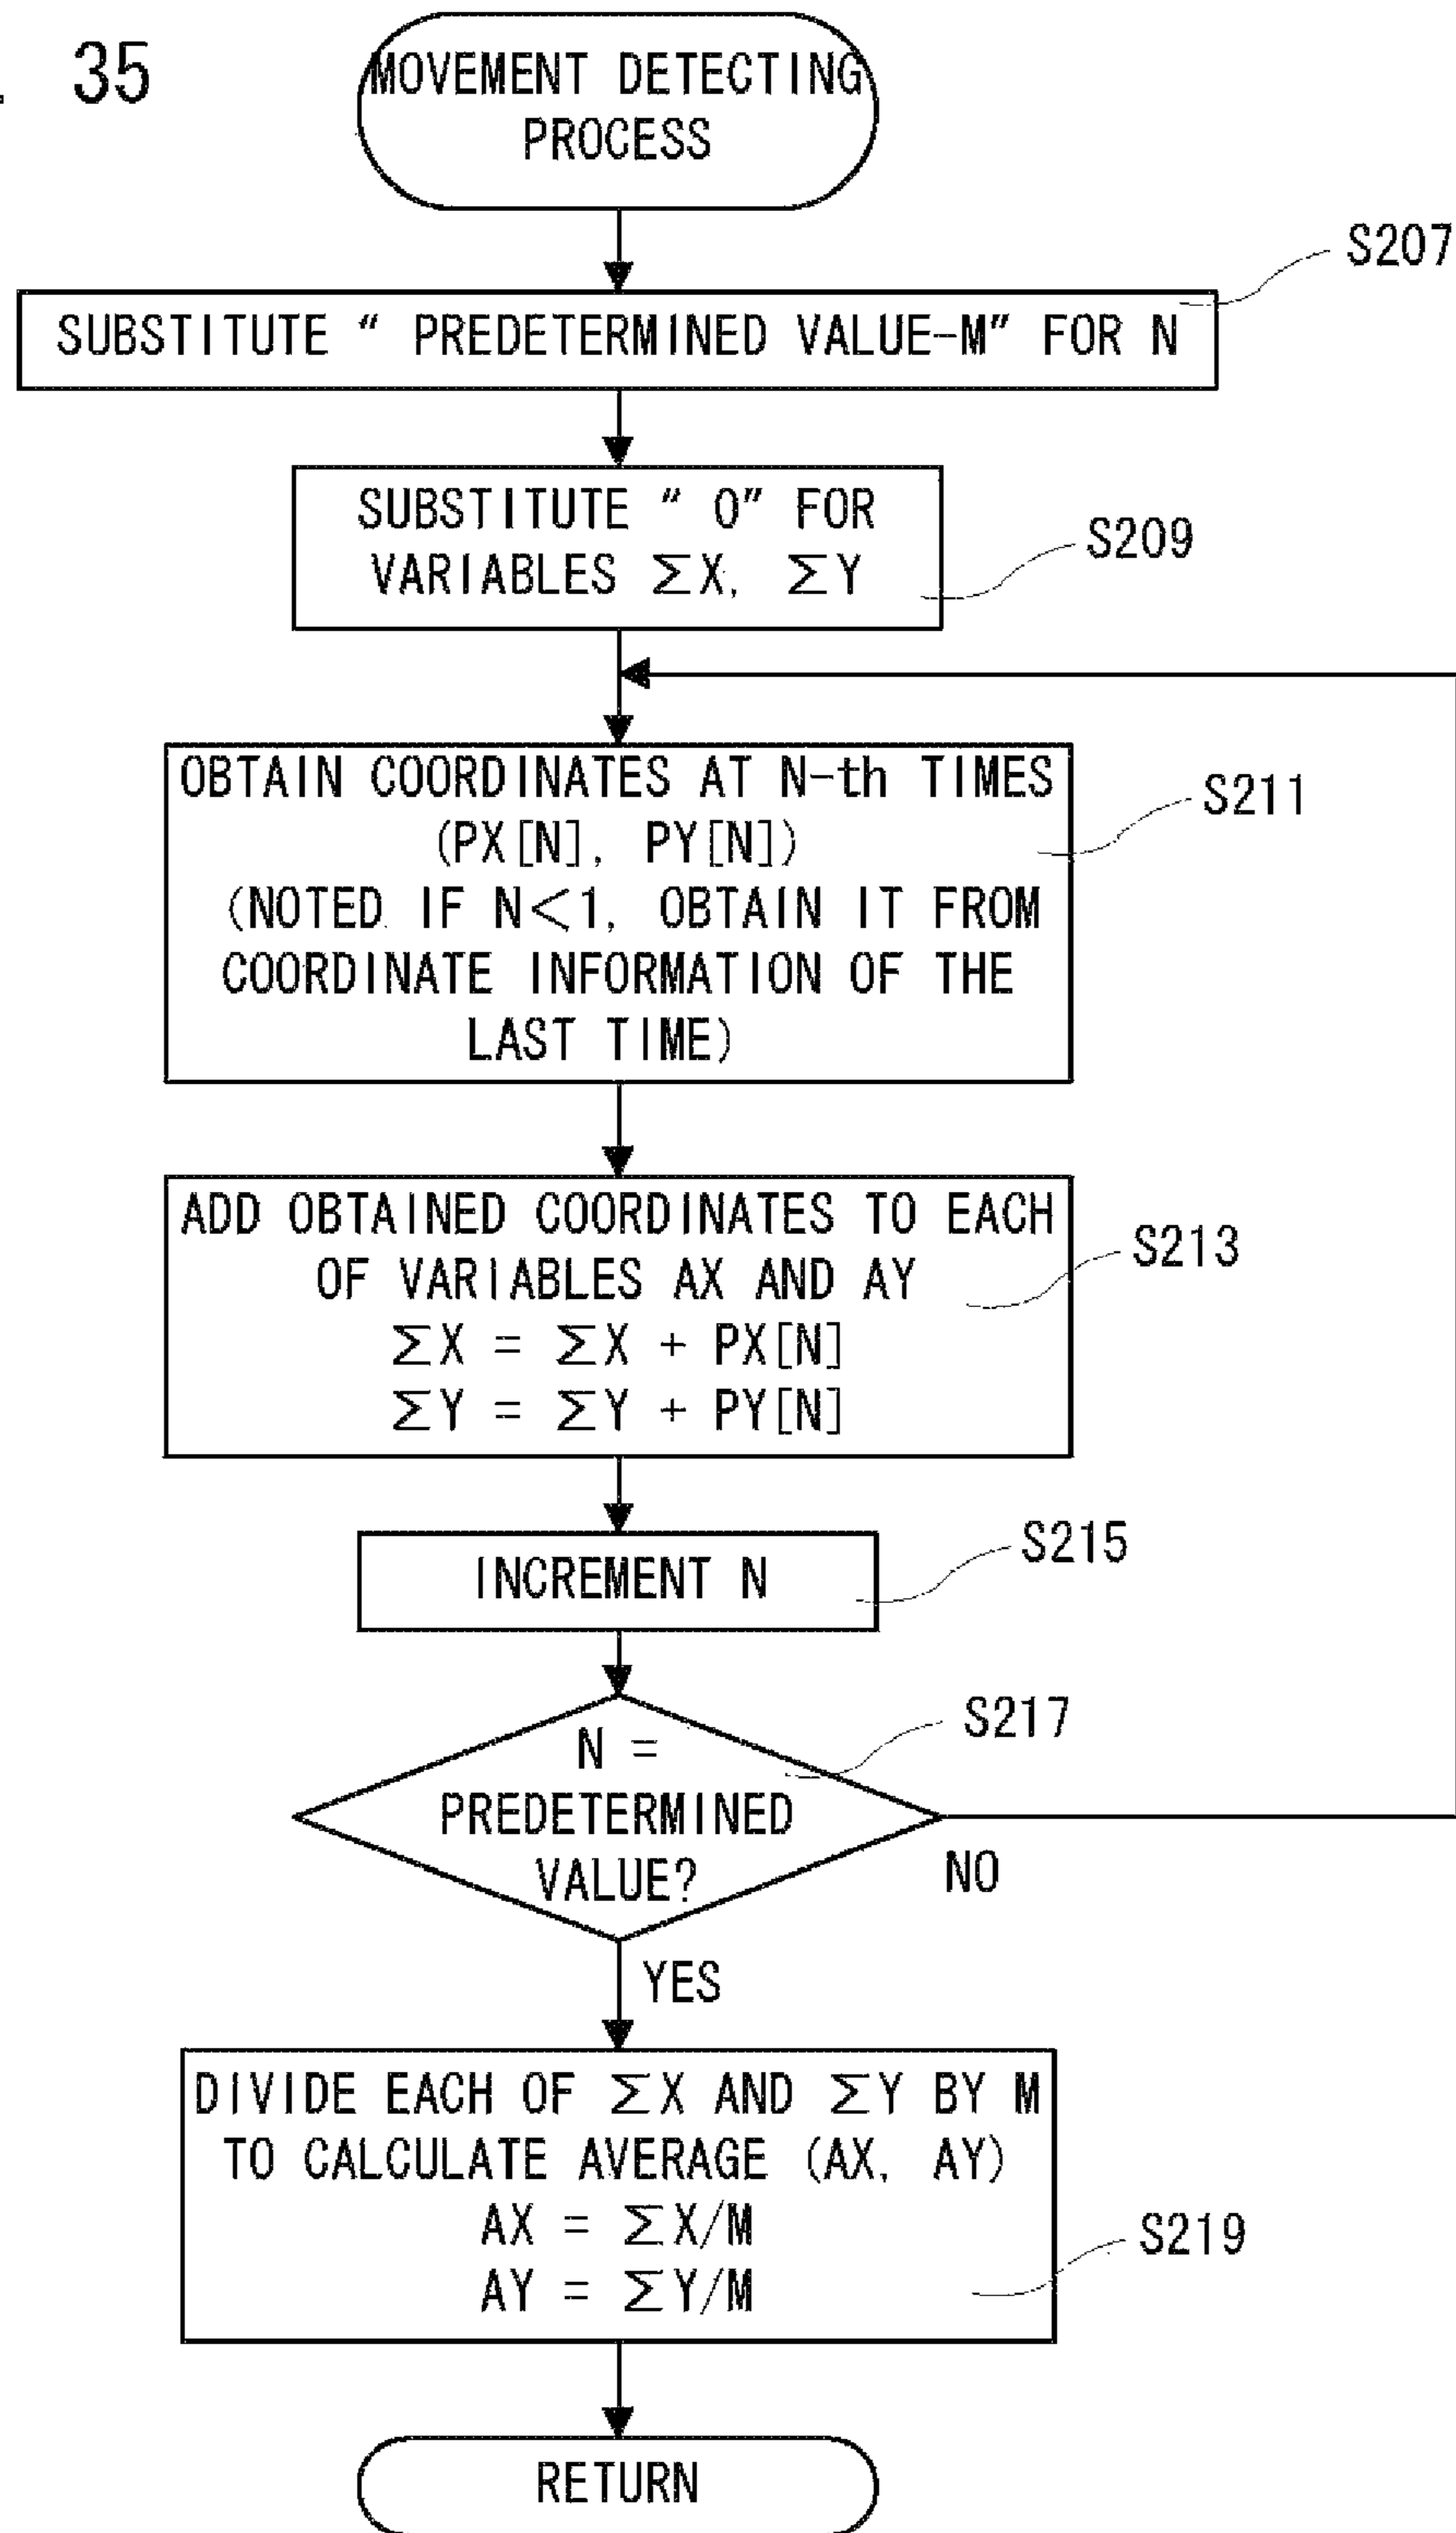 35
MOVEMENT DETECTING
PROCESS
S207
SUBSTITUTE “ PREDETERMINED VALUE-M” FOR N
SUBSTITUTE “ 0” FOR
VARIABLES ΣX, ΣY
S209
OBTAIN COORDINATES AT N-th TIMES
(PX[N], PY[N])
(NOTED IF N<1, OBTAIN IT FROM
COORDINATE INFORMATION OF THE
LAST TIME)
S211
ADD OBTAINED COORDINATES TO EACH
OF VARIABLES AX AND AY
ΣX = ΣX + PX[N]
ΣY = ΣY + PY[N]
S213
INCREMENT N
S215
N =
PREDETERMINED
VALUE?
S217
NO
YES
DIVIDE EACH OF ΣX AND ΣY BY M
TO CALCULATE AVERAGE (AX, AY)
AX = ΣX/M
AY = ΣY/M
S219
RETURN